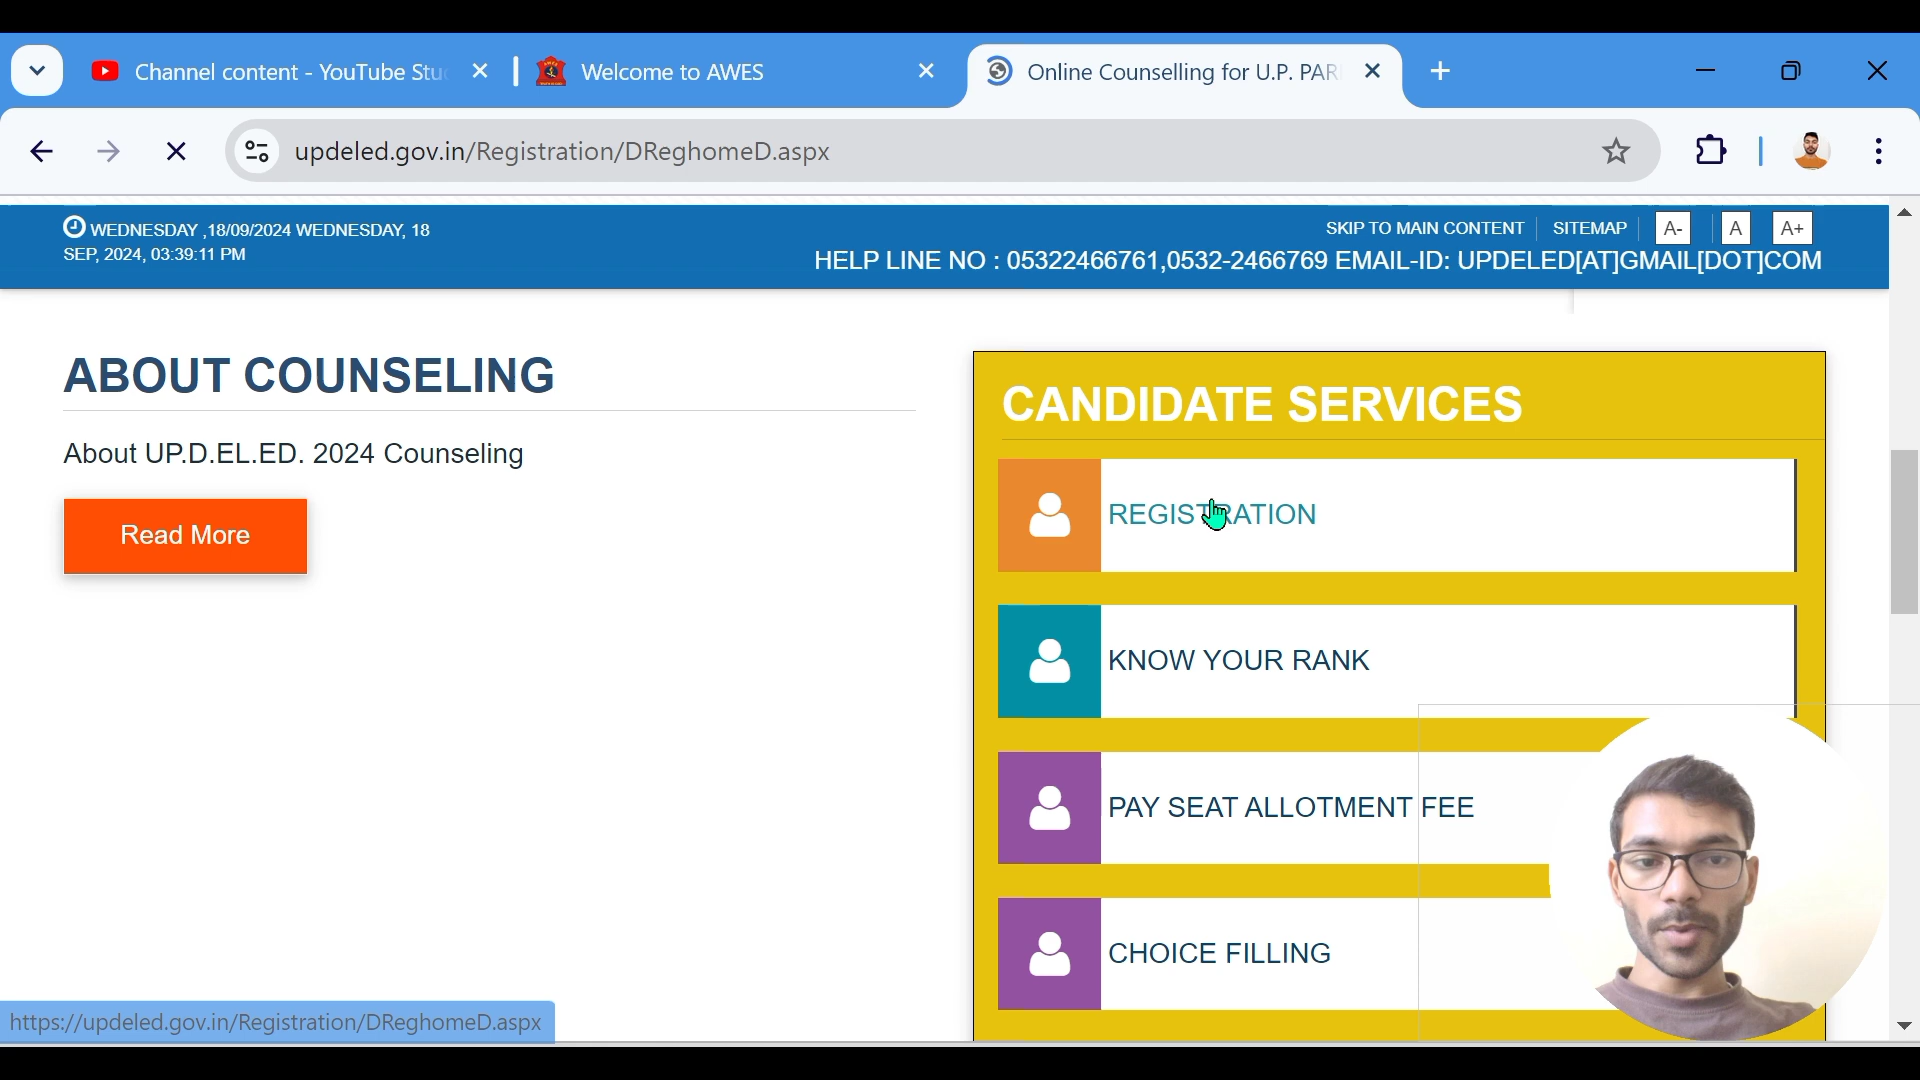 Channel content - YouTube Stu
Welcome to AWES
Online Counselling for U.P. PAR
updeled.gov.in/Registration/DReghomeD.aspx
WEDNESDAY ,18/09/2024 WEDNESDAY, 18
SEP, 2024, 03:39:11 PM
SKIP TO MAIN CONTENT
SITEMAP
A-
A
A+
HELP LINE NO : 05322466761,0532-2466769 EMAIL-ID: UPDELED[AT]GMAIL[DOT]COM
ABOUT COUNSELING
About UP.D.EL.ED. 2024 Counseling
Read More
CANDIDATE SERVICES
REGISTRATION
KNOW YOUR RANK
PAY SEAT ALLOTMENT FEE
CHOICE FILLING
https://updeled.gov.in/Registration/DReghomeD.aspx